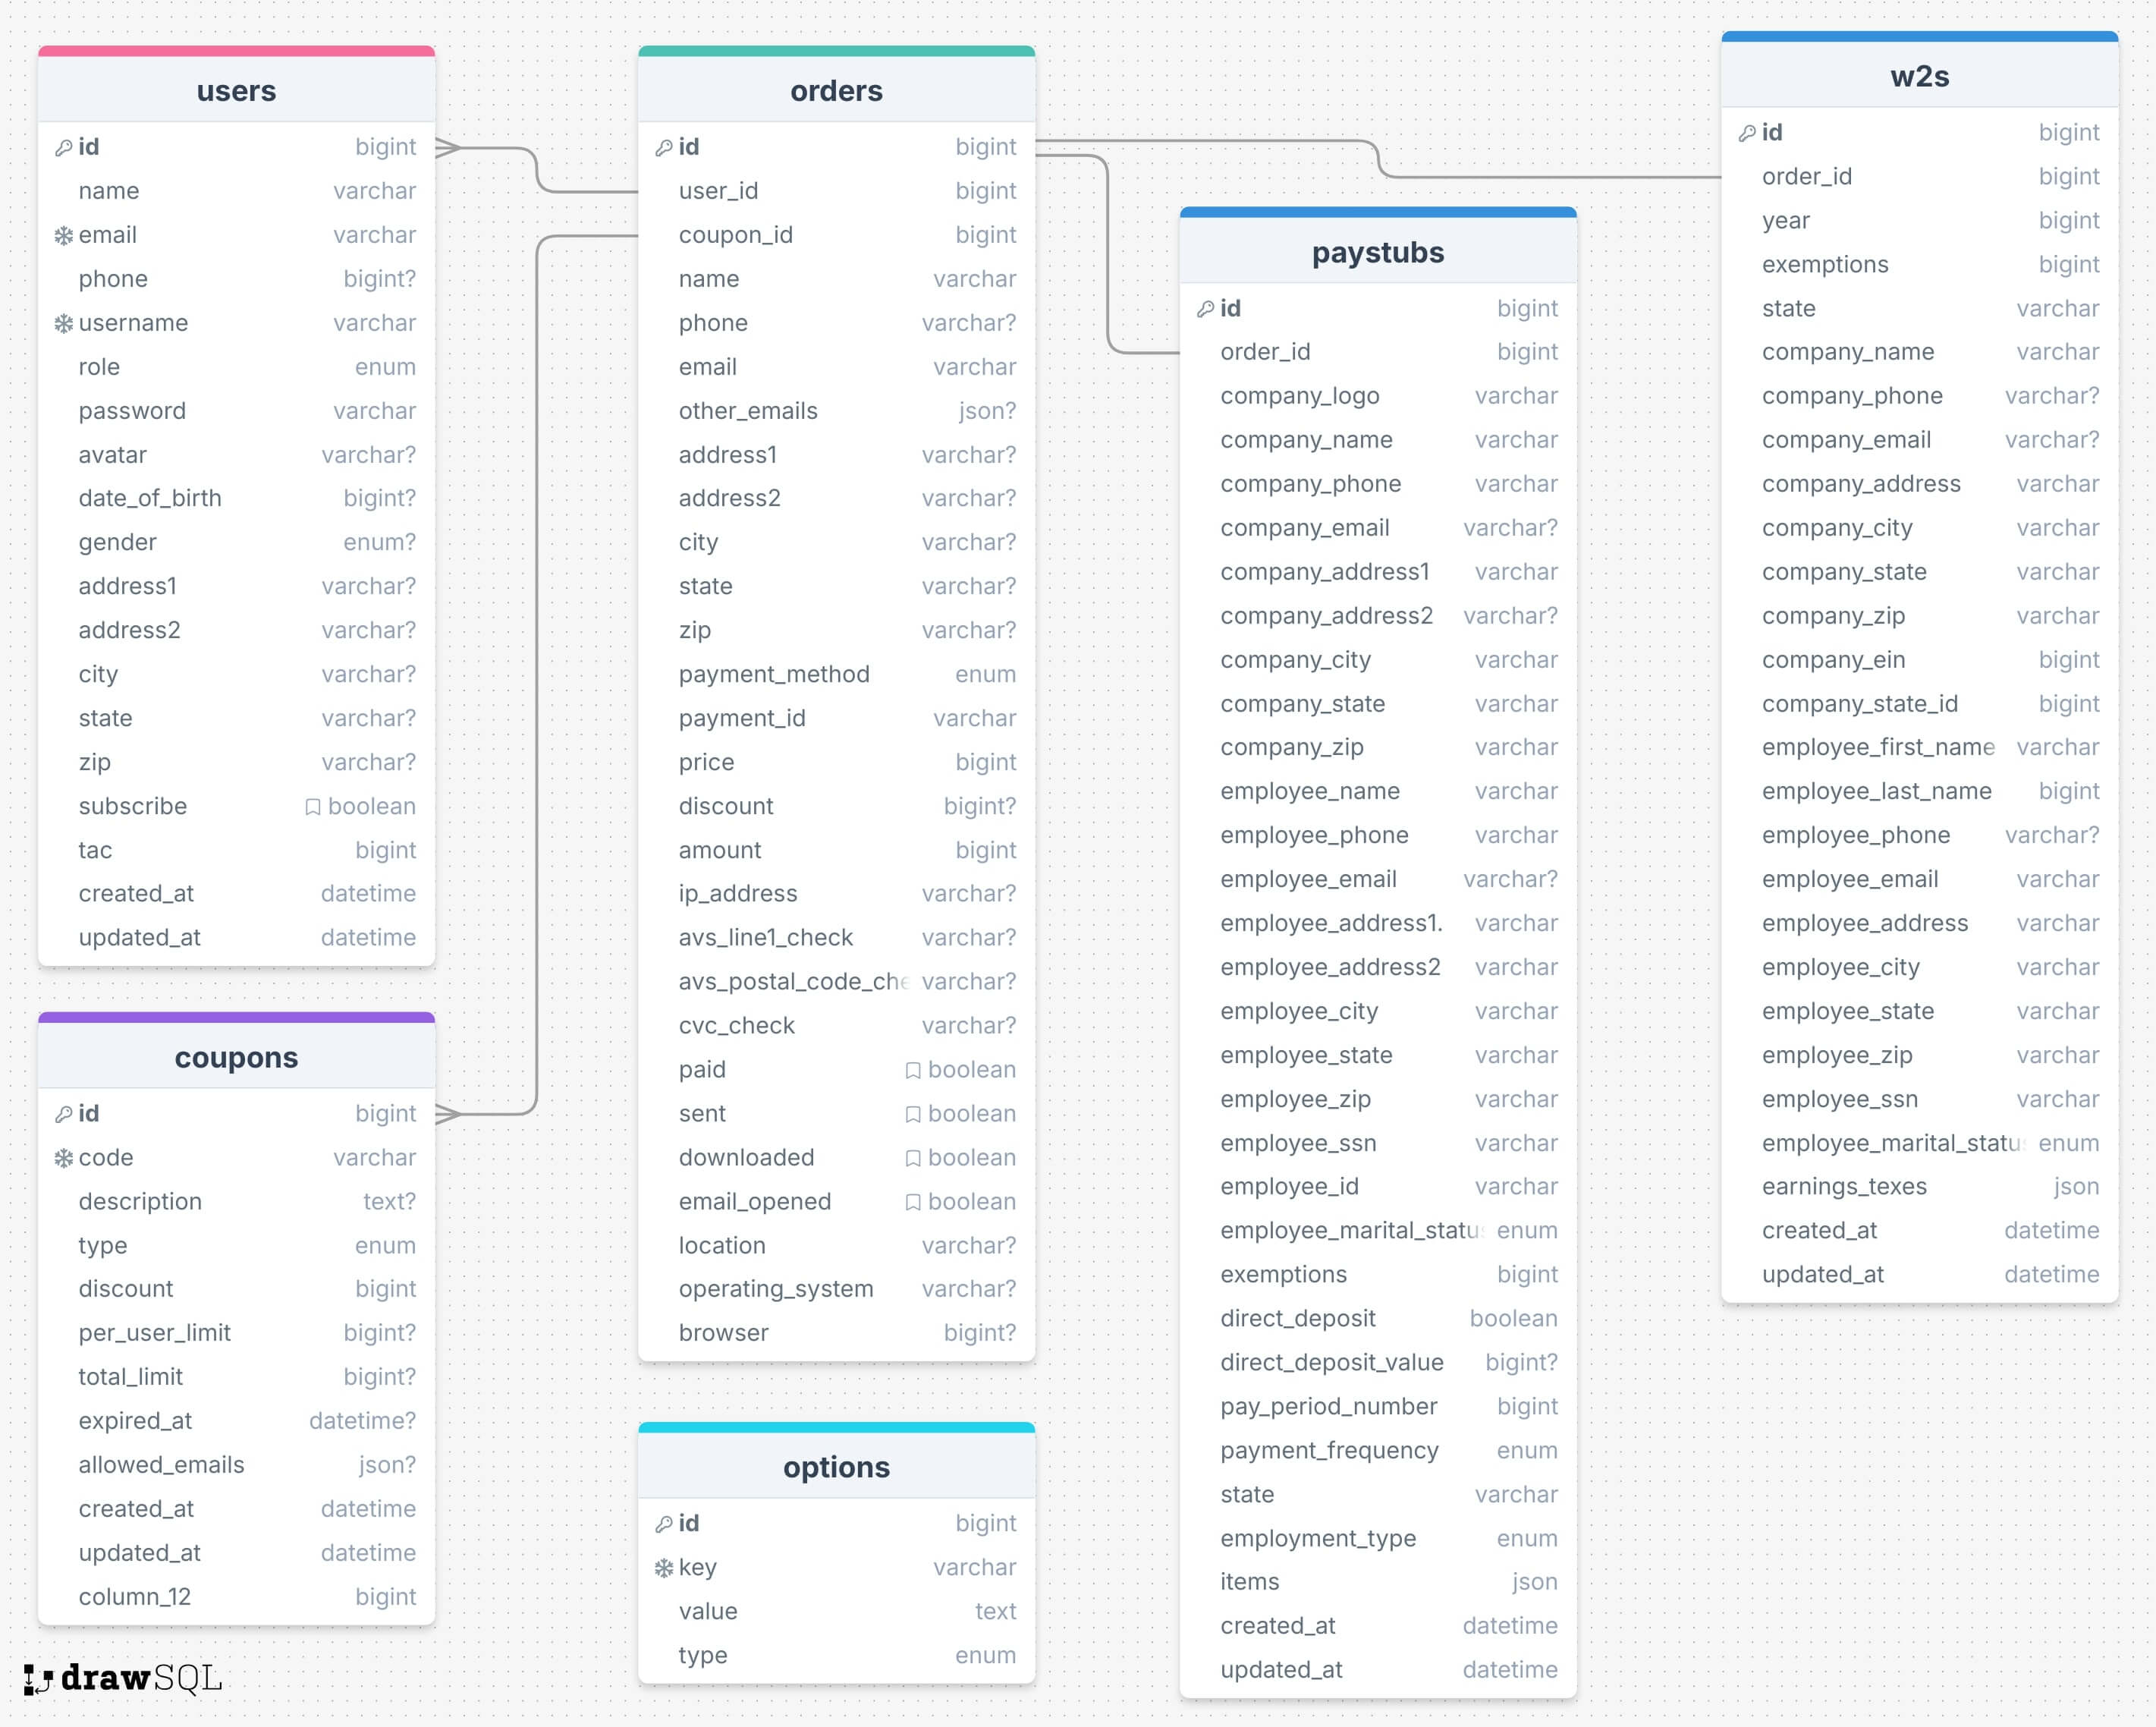 users
id bigint
name varchar
email varchar
phone bigint?
username varchar
role enum
password varchar
avatar varchar?
date_of_birth bigint?
gender enum?
address1 varchar?
address2 varchar?
city varchar?
state varchar?
zip varchar?
subscribe boolean
tac bigint
created_at datetime
updated_at datetime
coupons
id bigint
code varchar
description text?
type enum
discount bigint
per_user_limit bigint?
total_limit bigint?
expired_at datetime?
allowed_emails json?
created_at datetime
updated_at datetime
column_12 bigint
orders
id bigint
user_id bigint
coupon_id bigint
name varchar
phone varchar?
email varchar
other_emails json?
address1 varchar?
address2 varchar?
city varchar?
state varchar?
zip varchar?
payment_method enum
payment_id varchar
price bigint
discount bigint?
amount bigint
ip_address varchar?
avs_line1_check varchar?
avs_postal_code_che varchar?
cvc_check varchar?
paid boolean
sent boolean
downloaded boolean
email_opened boolean
location varchar?
operating_system varchar?
browser bigint?
options
id bigint
key varchar
value text
type enum
paystubs
id bigint
order_id bigint
company_logo varchar
company_name varchar
company_phone varchar
company_email varchar?
company_address1 varchar
company_address2 varchar?
company_city varchar
company_state varchar
company_zip varchar
employee_name varchar
employee_phone varchar
employee_email varchar?
employee_address1. varchar
employee_address2 varchar
employee_city varchar
employee_state varchar
employee_zip varchar
employee_ssn varchar
employee_id varchar
employee_marital_statu enum
exemptions bigint
direct_deposit boolean
direct_deposit_value bigint?
pay_period_number bigint
payment_frequency enum
state varchar
employment_type enum
items json
created_at datetime
updated_at datetime
w2s
id bigint
order_id bigint
year bigint
exemptions bigint
state varchar
company_name varchar
company_phone varchar?
company_email varchar?
company_address varchar
company_city varchar
company_state varchar
company_zip varchar
company_ein bigint
company_state_id bigint
employee_first_name varchar
employee_last_name bigint
employee_phone varchar?
employee_email varchar
employee_address varchar
employee_city varchar
employee_state varchar
employee_zip varchar
employee_ssn varchar
employee_marital_statu enum
earnings_texes json
created_at datetime
updated_at datetime
drawSQL